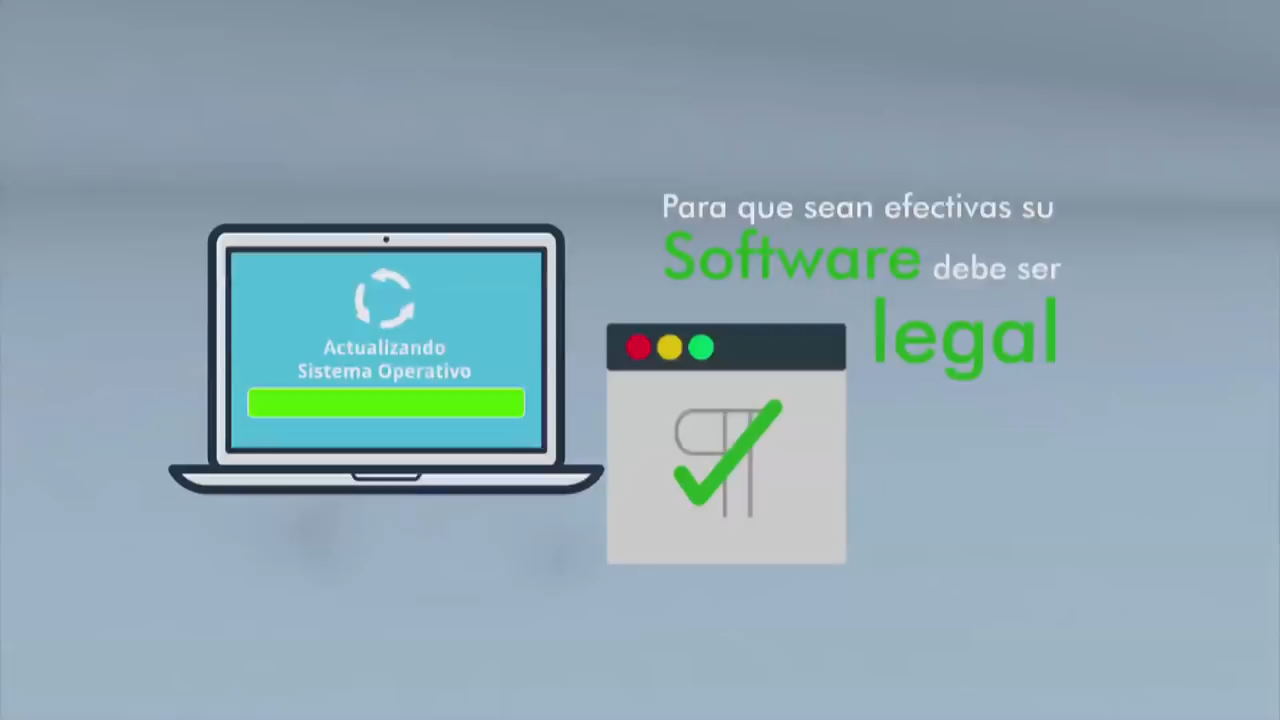 Para que sean efectivas su
Software debe ser
legal
Actualizando
Sistema Operativo
¶